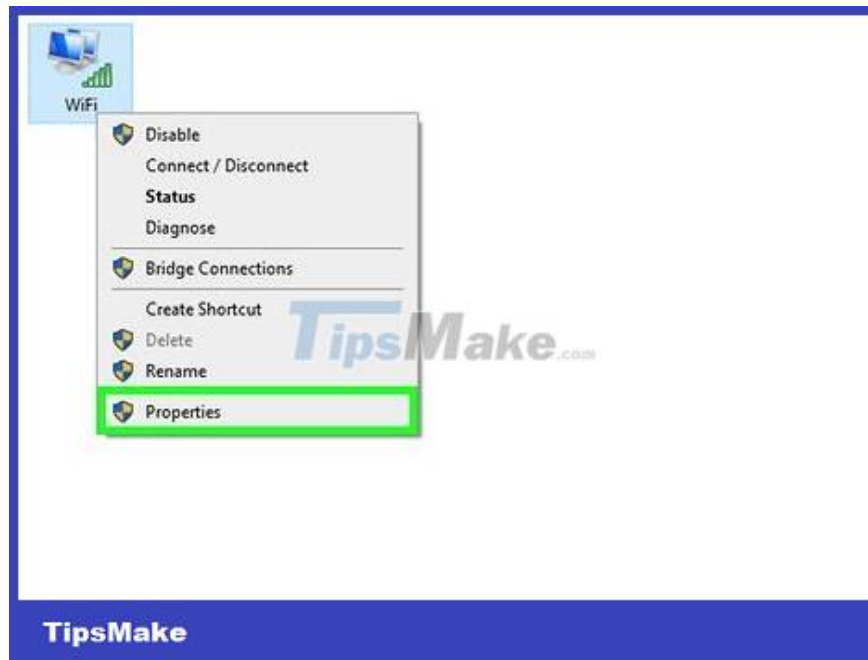 WiFi
Disable
Connect / Disconnect
Status
Diagnose
Bridge Connections
Create Shortcut
Delete
Rename
Properties
TipsMake.com
TipsMake